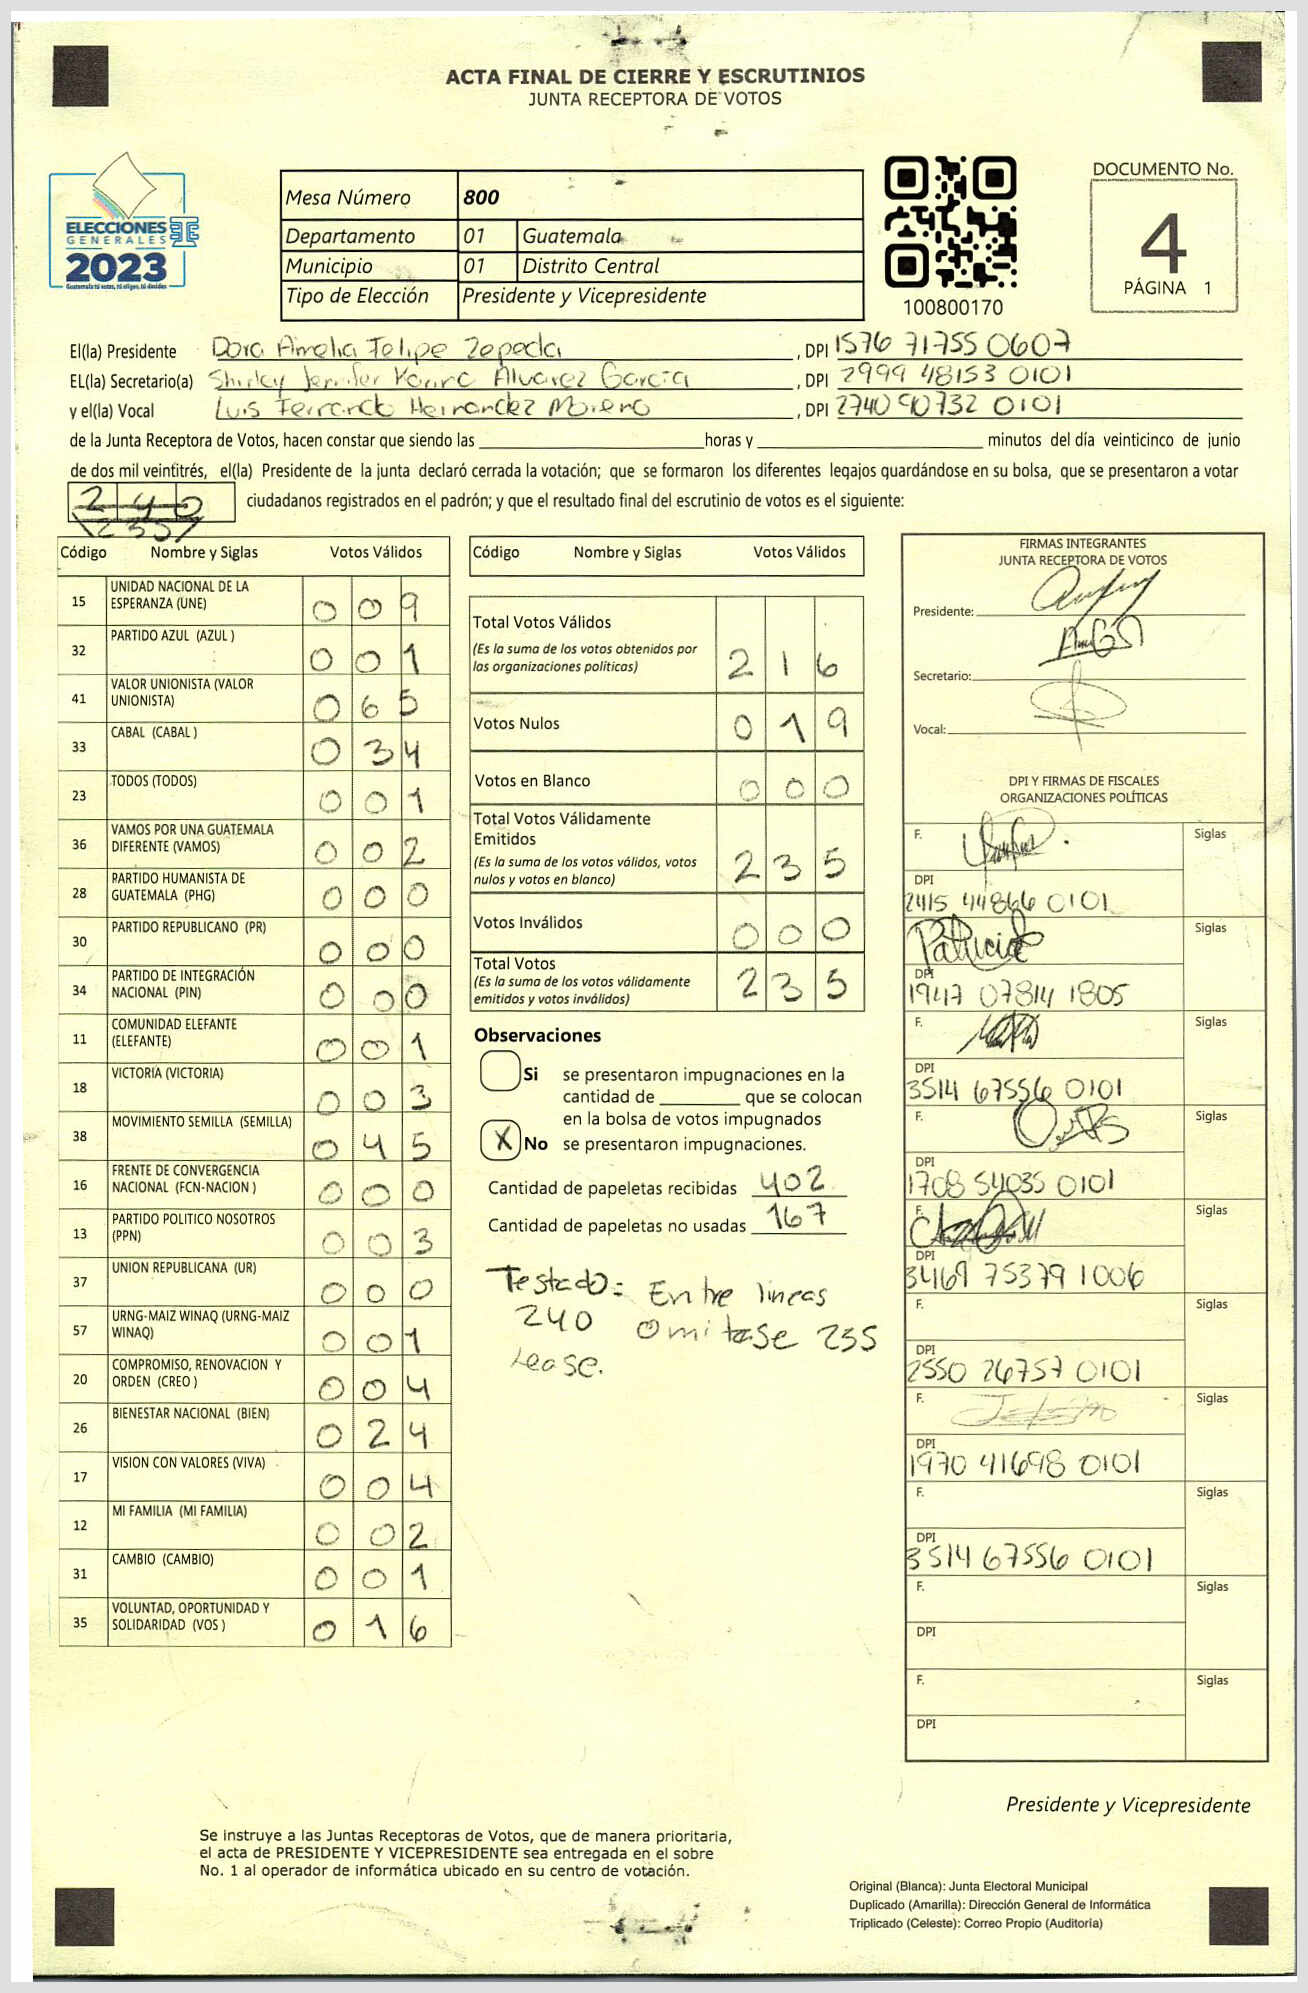 ACTA FINAL DE CIERRE Y ESCRUTINIOS
JUNTA RECEPTORA DE VOTOS
ELECCIONES
GENERALES
2023
Guatemala tú votas, tú eliges, tú decides
Mesa Número 800
Departamento 01 Guatemala
Municipio 01 Distrito Central
Tipo de Elección Presidente y Vicepresidente
100800170
DOCUMENTO No.
4
PÁGINA 1
El(la) Presidente Dora Amelia Felipe Zepeda, DPI 1576 71755 0607
EL(la) Secretario(a) Shirley Jennifer Karina Alvarez García, DPI 2999 48153 0101
y el(la) Vocal Luis Fernando Hernandez Moreno, DPI 2740 90732 0101
de la Junta Receptora de Votos, hacen constar que siendo las horas y minutos del día veinticinco de junio
de dos mil veintitrés, el(la) Presidente de la junta declaró cerrada la votación; que se formaron los diferentes legajos guardándose en su bolsa, que se presentaron a votar
240 ciudadanos registrados en el padrón; y que el resultado final del escrutinio de votos es el siguiente:
235
Código Nombre y Siglas Votos Válidos
15 UNIDAD NACIONAL DE LA
ESPERANZA (UNE) 0 0 9
32 PARTIDO AZUL (AZUL ) 0 0 1
41 VALOR UNIONISTA (VALOR
UNIONISTA) 0 6 5
33 CABAL (CABAL ) 0 3 4
23 TODOS (TODOS) 0 0 1
36 VAMOS POR UNA GUATEMALA
DIFERENTE (VAMOS) 0 0 2
28 PARTIDO HUMANISTA DE
GUATEMALA (PHG) 0 0 0
30 PARTIDO REPUBLICANO (PR) 0 0 0
34 PARTIDO DE INTEGRACIÓN
NACIONAL (PIN) 0 0 0
11 COMUNIDAD ELEFANTE
(ELEFANTE) 0 0 1
18 VICTORIA (VICTORIA) 0 0 3
38 MOVIMIENTO SEMILLA (SEMILLA) 0 4 5
16 FRENTE DE CONVERGENCIA
NACIONAL (FCN-NACION ) 0 0 0
13 PARTIDO POLITICO NOSOTROS
(PPN) 0 0 3
37 UNION REPUBLICANA (UR) 0 0 0
57 URNG-MAIZ WINAQ (URNG-MAIZ
WINAQ) 0 0 1
20 COMPROMISO, RENOVACION Y
ORDEN (CREO ) 0 0 4
26 BIENESTAR NACIONAL (BIEN) 0 2 4
17 VISION CON VALORES (VIVA) 0 0 4
12 MI FAMILIA (MI FAMILIA) 0 0 2
31 CAMBIO (CAMBIO) 0 0 1
35 VOLUNTAD, OPORTUNIDAD Y
SOLIDARIDAD (VOS ) 0 1 6
Código Nombre y Siglas Votos Válidos
Total Votos Válidos
(Es la suma de los votos obtenidos por
las organizaciones políticas) 2 1 6
Votos Nulos 0 1 9
Votos en Blanco 0 0 0
Total Votos Válidamente
Emitidos
(Es la suma de los votos válidos, votos
nulos y votos en blanco) 2 3 5
Votos Inválidos 0 0 0
Total Votos
(Es la suma de los votos válidamente
emitidos y votos inválidos) 2 3 5
Observaciones
Si se presentaron impugnaciones en la
cantidad de que se colocan
en la bolsa de votos impugnados
X No se presentaron impugnaciones.
Cantidad de papeletas recibidas 402
Cantidad de papeletas no usadas 167
Testado: Entre lineas
240 Omitase 235
Lease.
FIRMAS INTEGRANTES
JUNTA RECEPTORA DE VOTOS
Presidente:
Secretario:
Vocal:
DPI Y FIRMAS DE FISCALES
ORGANIZACIONES POLÍTICAS
F. Siglas
DPI
2415 44866 0101
Patricia Siglas
DPI
1947 07814 1805
F. Siglas
DPI
3514 67556 0101
F. Siglas
DPI
1708 54035 0101
F. Siglas
DPI
3469 75379 1006
F. Siglas
DPI
2550 26757 0101
F. Siglas
DPI
1970 41698 0101
F. Siglas
DPI
3514 67556 0101
F. Siglas
DPI
F. Siglas
DPI
Presidente y Vicepresidente
Se instruye a las Juntas Receptoras de Votos, que de manera prioritaria,
el acta de PRESIDENTE Y VICEPRESIDENTE sea entregada en el sobre
No. 1 al operador de informática ubicado en su centro de votación.
Original (Blanca): Junta Electoral Municipal
Duplicado (Amarilla): Dirección General de Informática
Triplicado (Celeste): Correo Propio (Auditoría)